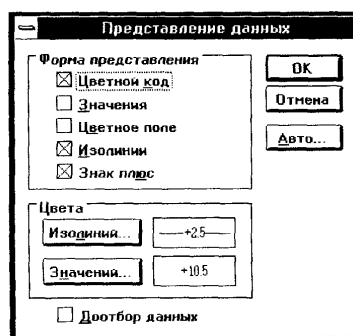 Представление данных
Форма представления
Цветной код
Значения
Цветное поле
Изолинии
Знак плюс
OK
Отмена
Авто...
Цвета
Изолиний...
+2.5
Значений...
+10.5
Доотбор данных